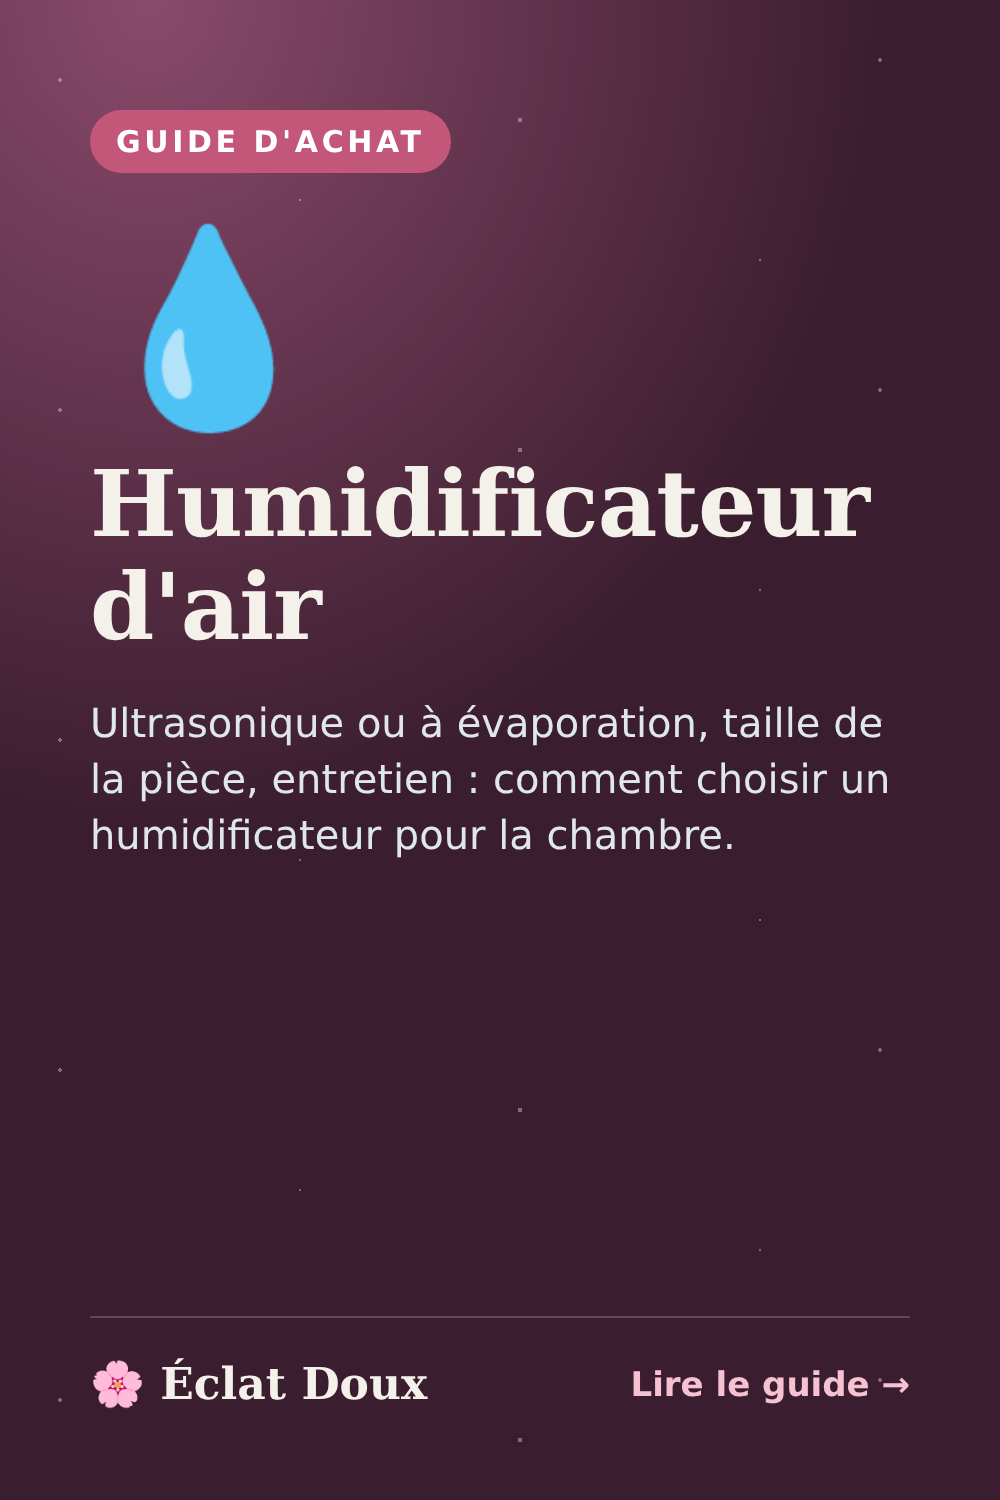 GUIDE D'ACHAT
Humidificateur
d'air
Ultrasonique ou à évaporation, taille de
la pièce, entretien : comment choisir un
humidificateur pour la chambre.
Éclat Doux
Lire le guide →